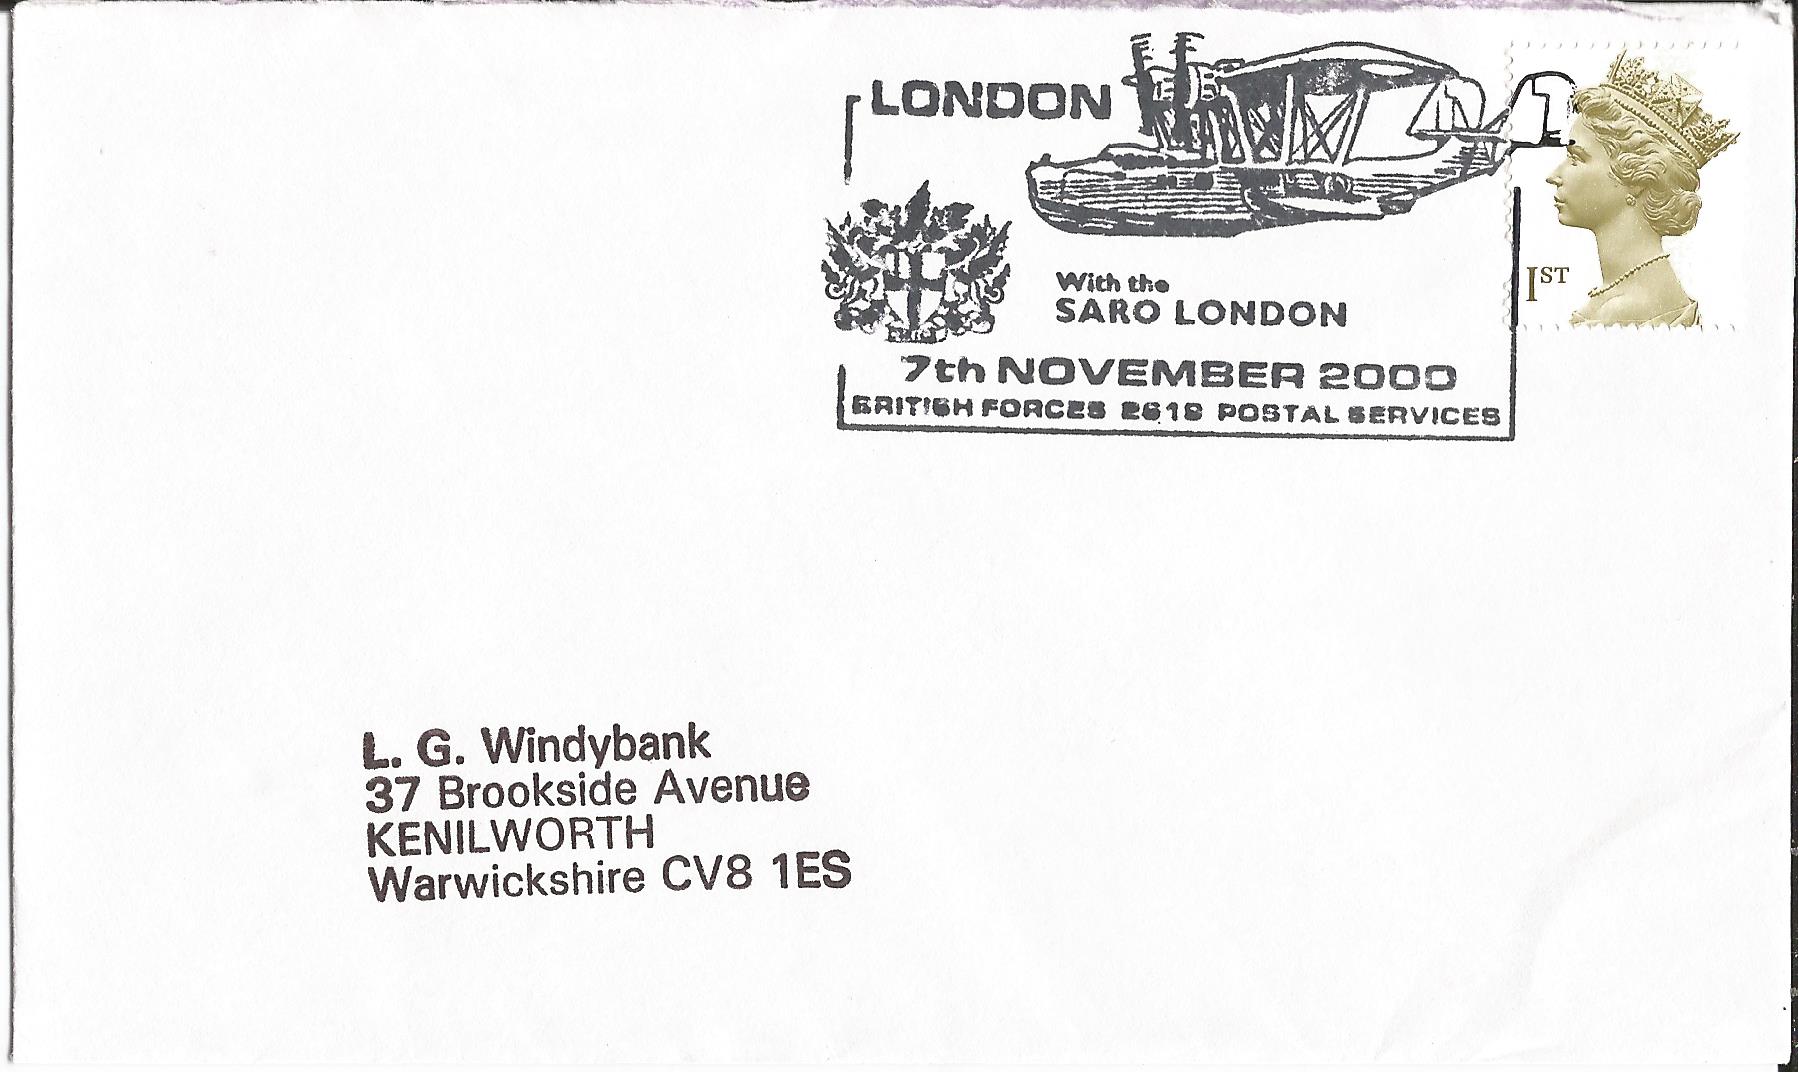 LONDON
1ST
With the
SARO LONDON
7th NOVEMBER 2000
BRITISH FORCES 2619 POSTAL SERVICES
L. G. Windybank
37 Brookside Avenue
KENILWORTH
Warwickshire CV8 1ES